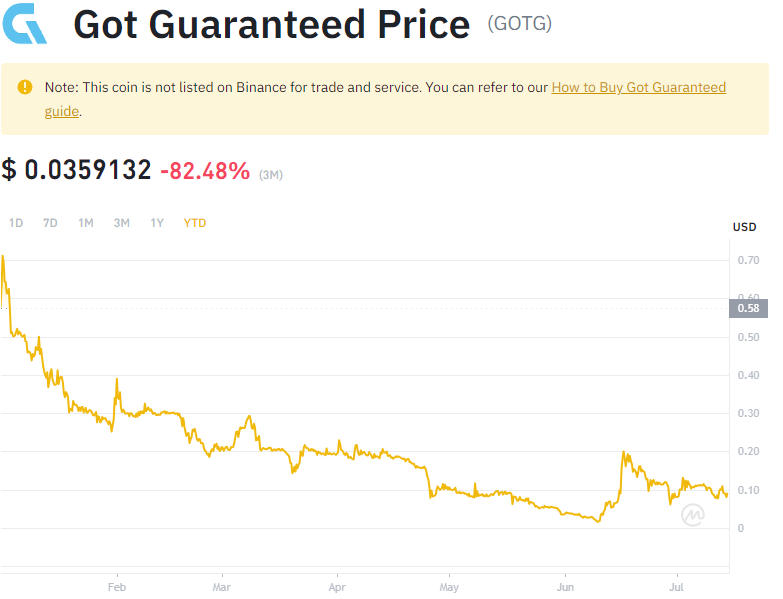 Got Guaranteed Price (GOTG)
Note: This coin is not listed on Binance for trade and service. You can refer to our How to Buy Got Guaranteed
guide.
$ 0.0359132 -82.48% (3M)
1D 7D 1M 3M 1Y YTD
USD
0.70
0.60
0.58
0.50
0.40
0.30
0.20
0.10
0
Feb Mar Apr May Jun Jul